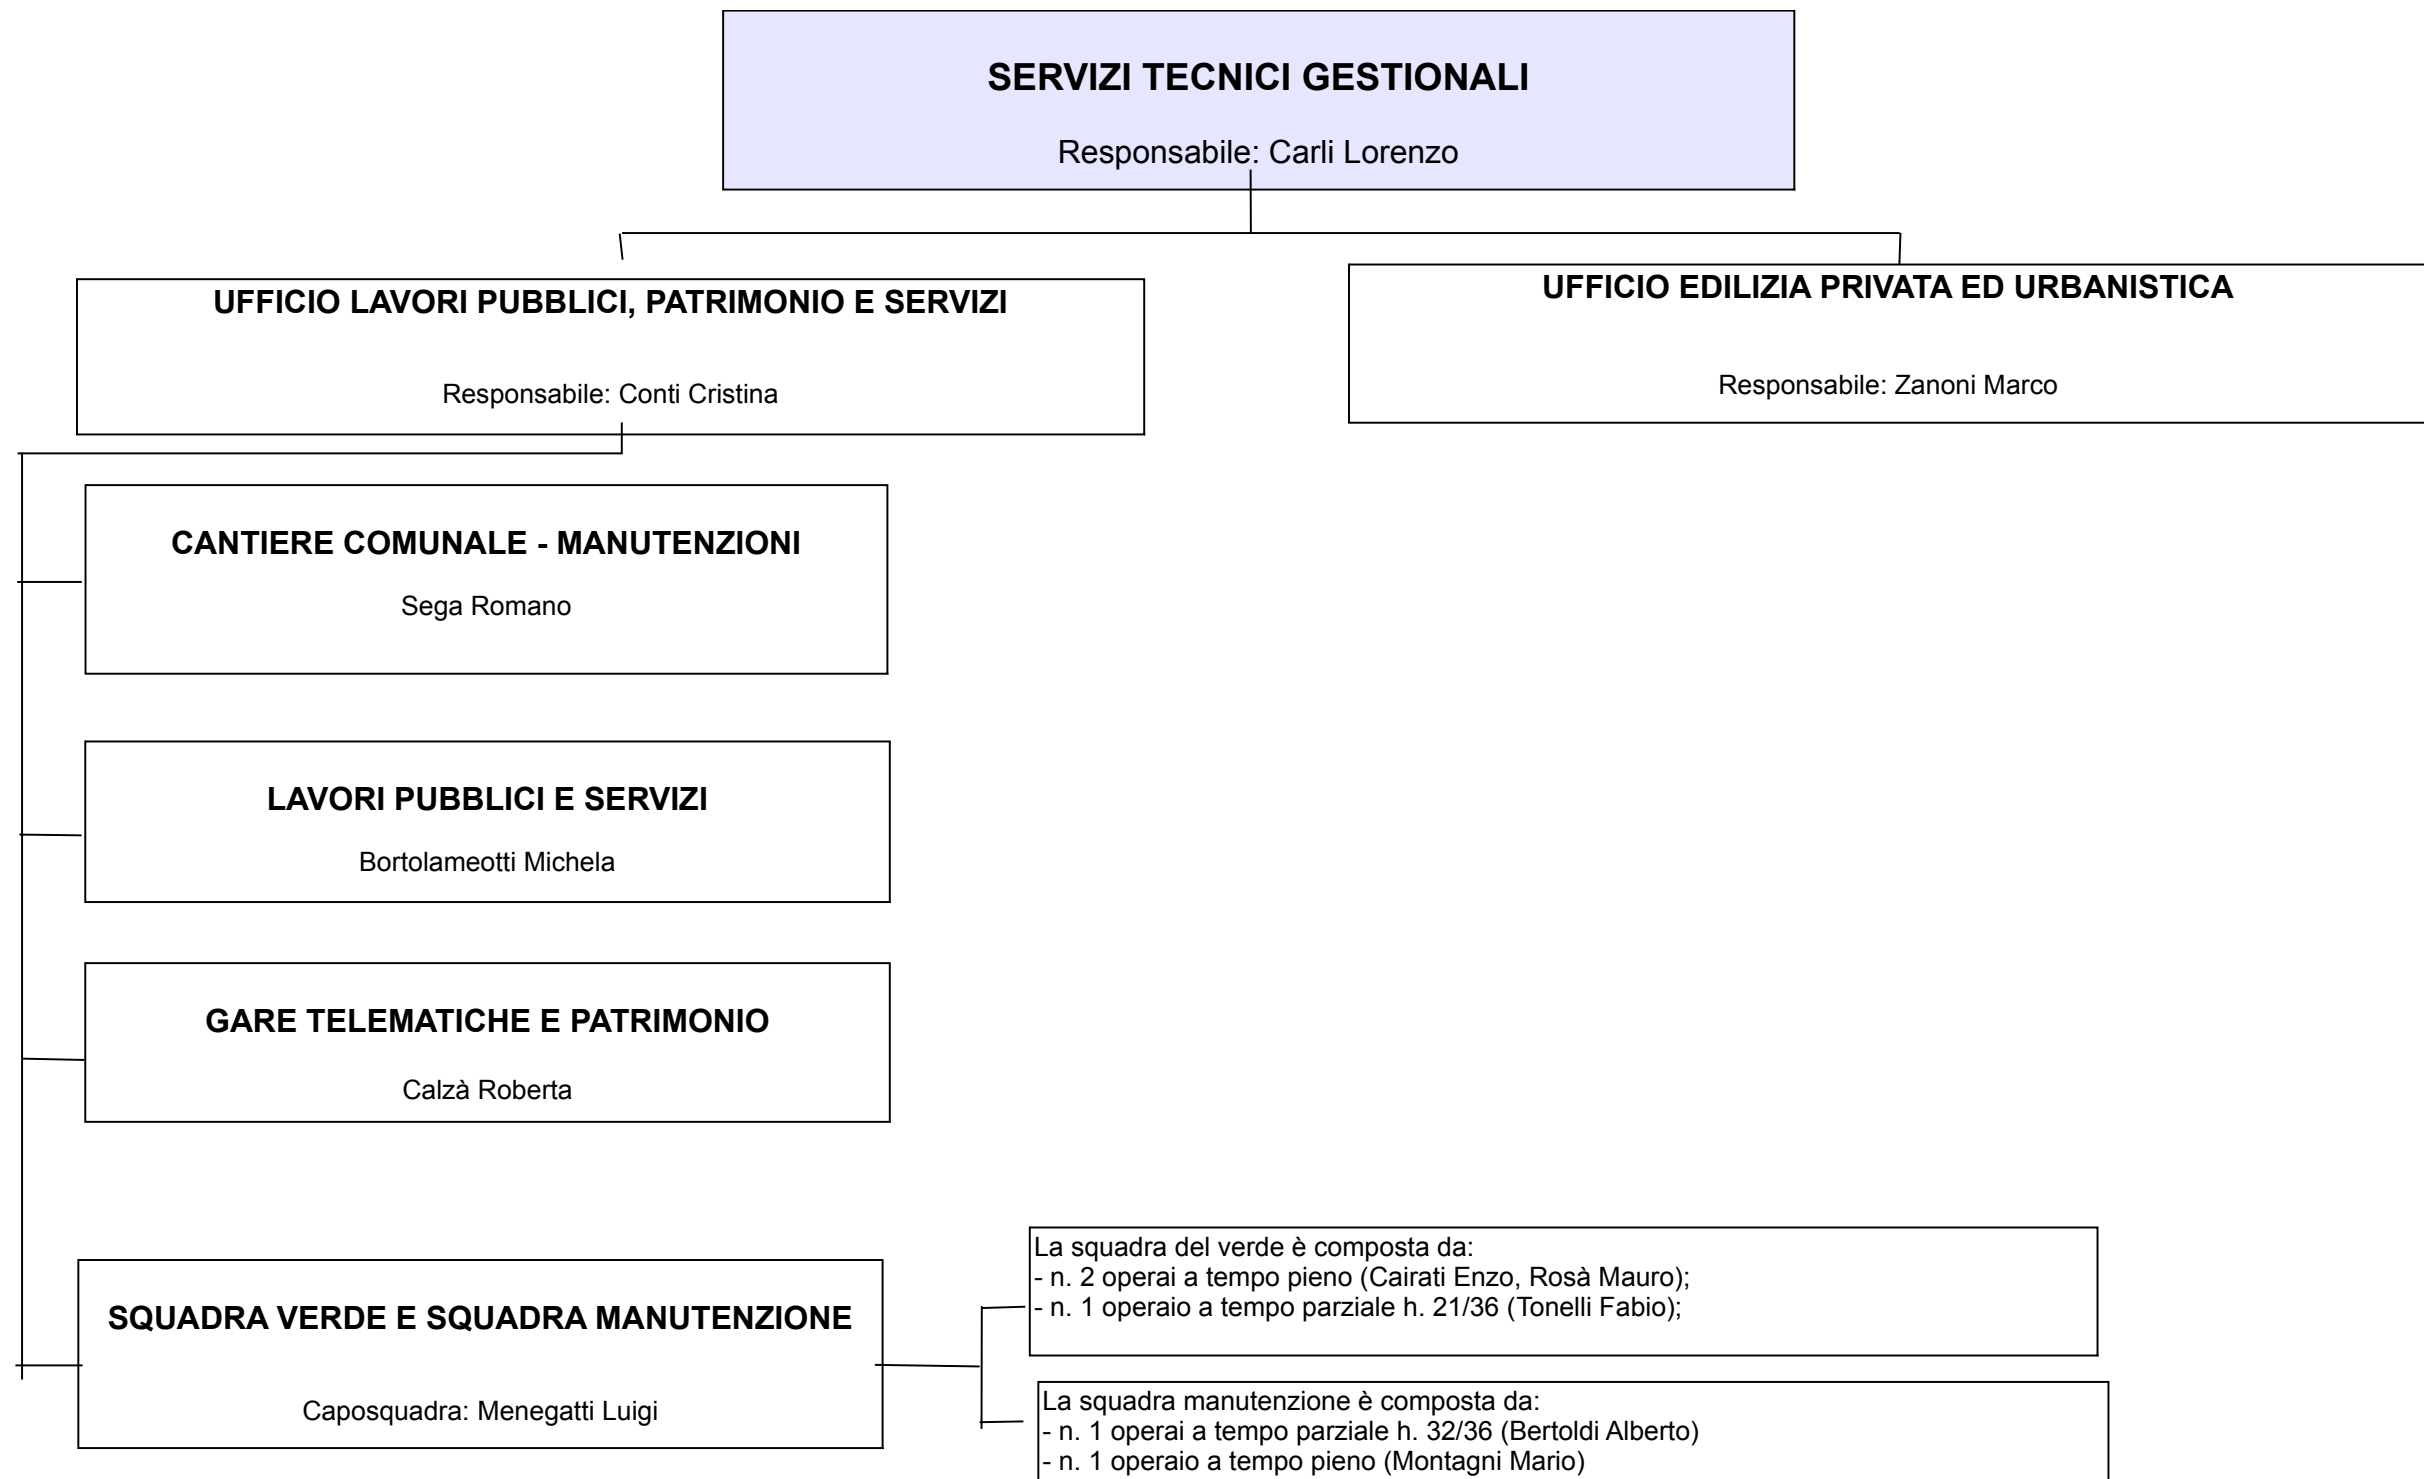 SERVIZI TECNICI GESTIONALI
Responsabile: Carli Lorenzo
UFFICIO LAVORI PUBBLICI, PATRIMONIO E SERVIZI
Responsabile: Conti Cristina
UFFICIO EDILIZIA PRIVATA ED URBANISTICA
Responsabile: Zanoni Marco
CANTIERE COMUNALE - MANUTENZIONI
Sega Romano
LAVORI PUBBLICI E SERVIZI
Bortolameotti Michela
GARE TELEMATICHE E PATRIMONIO
Calzà Roberta
SQUADRA VERDE E SQUADRA MANUTENZIONE
Caposquadra: Menegatti Luigi
La squadra del verde è composta da:
- n. 2 operai a tempo pieno (Cairati Enzo, Rosà Mauro);
- n. 1 operaio a tempo parziale h. 21/36 (Tonelli Fabio);
La squadra manutenzione è composta da:
- n. 1 operai a tempo parziale h. 32/36 (Bertoldi Alberto)
- n. 1 operaio a tempo pieno (Montagni Mario)